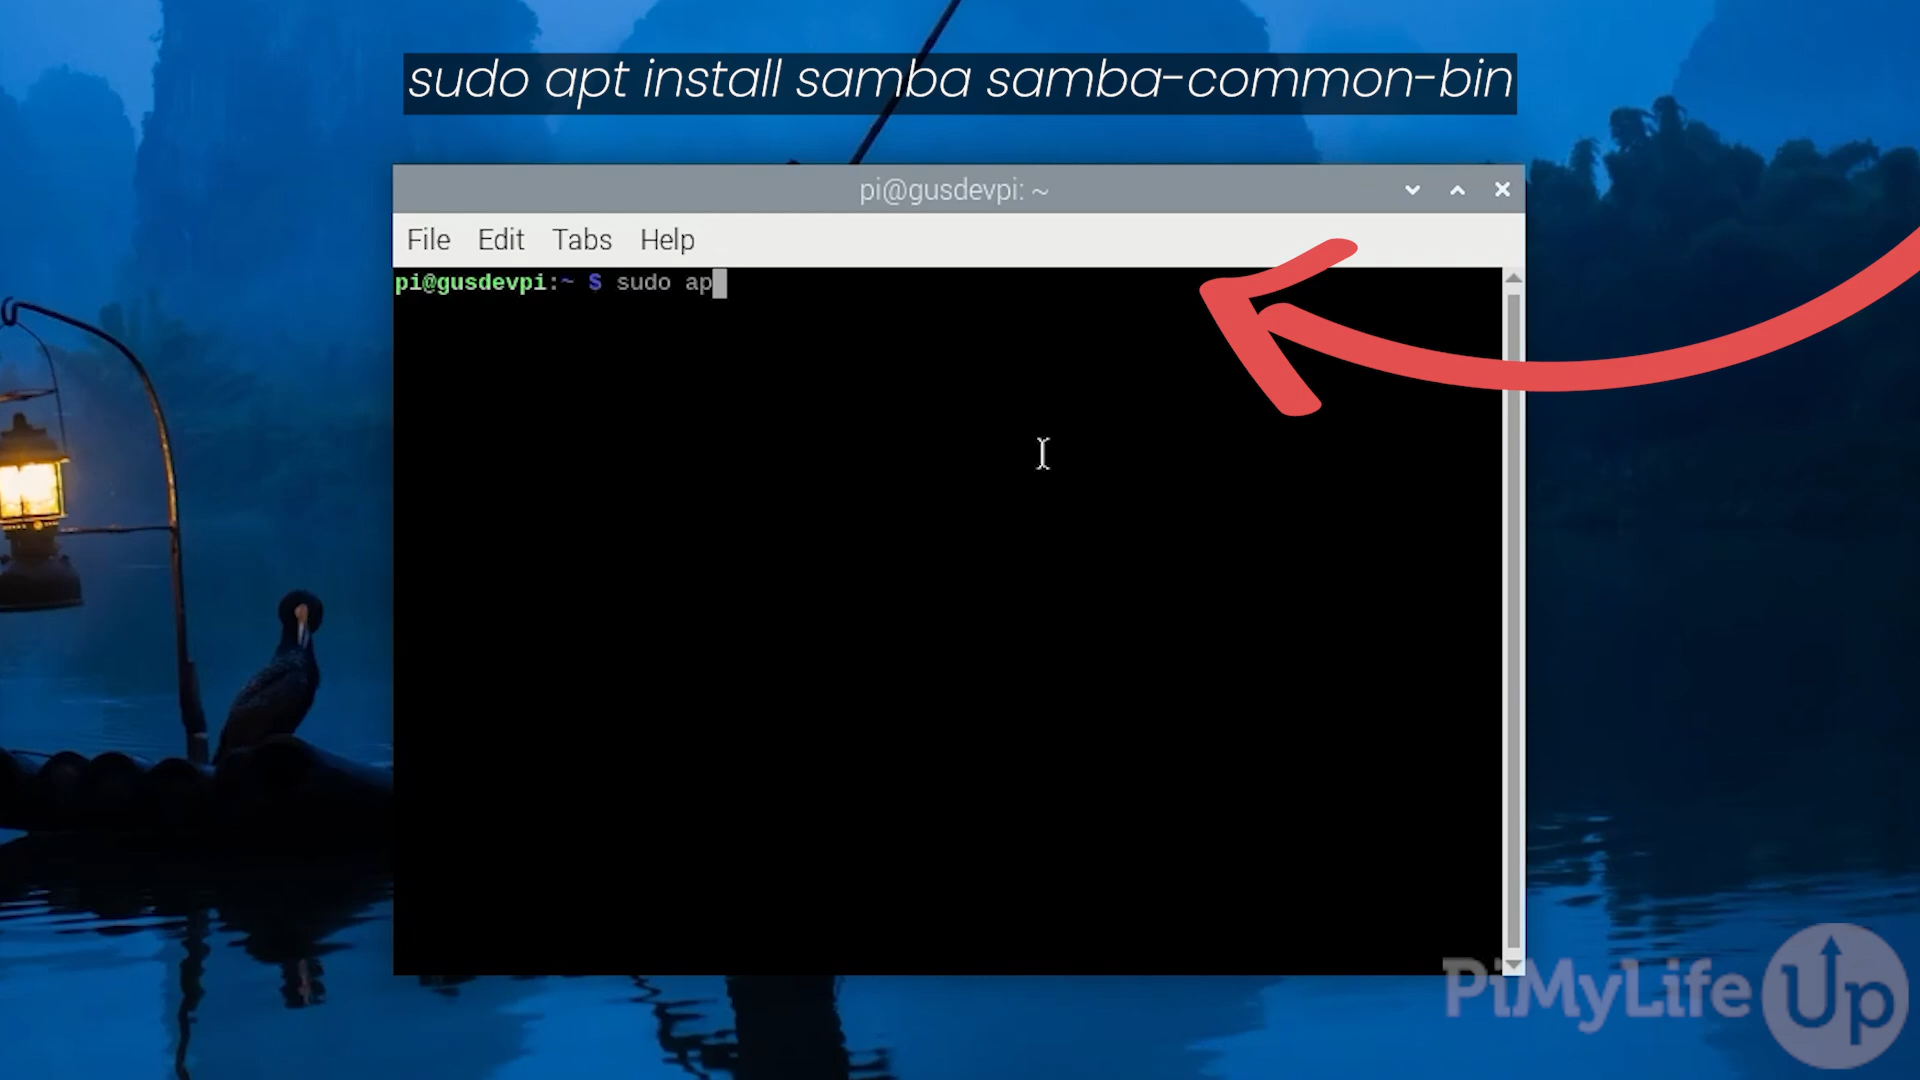 sudo apt install samba samba-common-bin
pi@gusdevpi: ~
File Edit Tabs Help
pi@gusdevpi:~ $ sudo ap
PiMyLifeUp